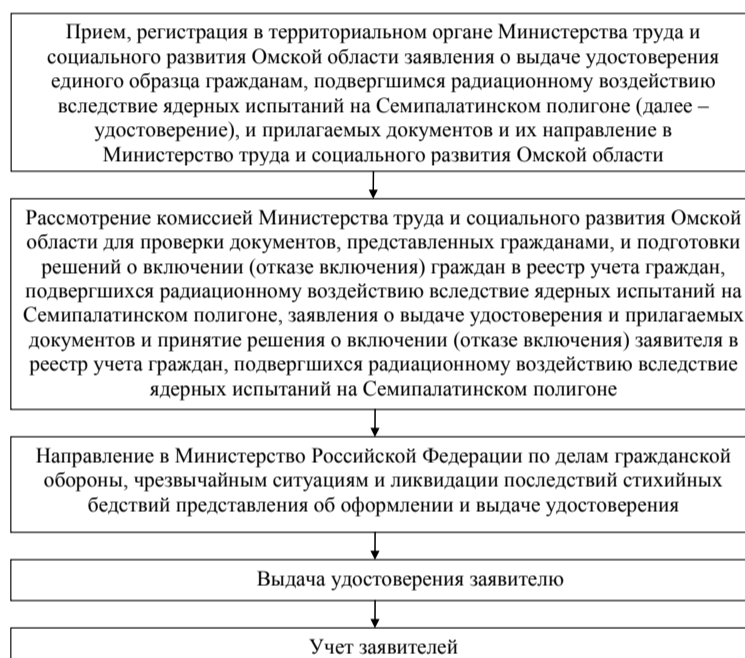 Прием, регистрация в территориальном органе Министерства труда и
социального развития Омской области заявления о выдаче удостоверения
единого образца гражданам, подвергшимся радиационному воздействию
вследствие ядерных испытаний на Семипалатинском полигоне (далее –
удостоверение), и прилагаемых документов и их направление в
Министерство труда и социального развития Омской области
Рассмотрение комиссией Министерства труда и социального развития Омской
области для проверки документов, представленных гражданами, и подготовки
решений о включении (отказе включения) граждан в реестр учета граждан,
подвергшихся радиационному воздействию вследствие ядерных испытаний на
Семипалатинском полигоне, заявления о выдаче удостоверения и прилагаемых
документов и принятие решения о включении (отказе включения) заявителя в
реестр учета граждан, подвергшихся радиационному воздействию вследствие
ядерных испытаний на Семипалатинском полигоне
Направление в Министерство Российской Федерации по делам гражданской
обороны, чрезвычайным ситуациям и ликвидации последствий стихийных
бедствий представления об оформлении и выдаче удостоверения
Выдача удостоверения заявителю
Учет заявителей